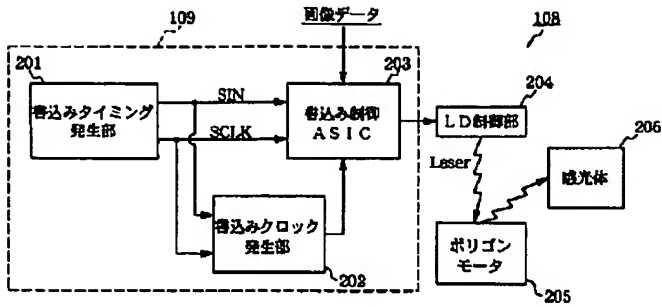 画像データ
109
108
201
203
204
書込みタイミング
発生部
SIN
SCLK
書込み制御
ASIC
LD制御部
206
Laser
感光体
書込みクロック
発生部
202
ポリゴン
モータ
205